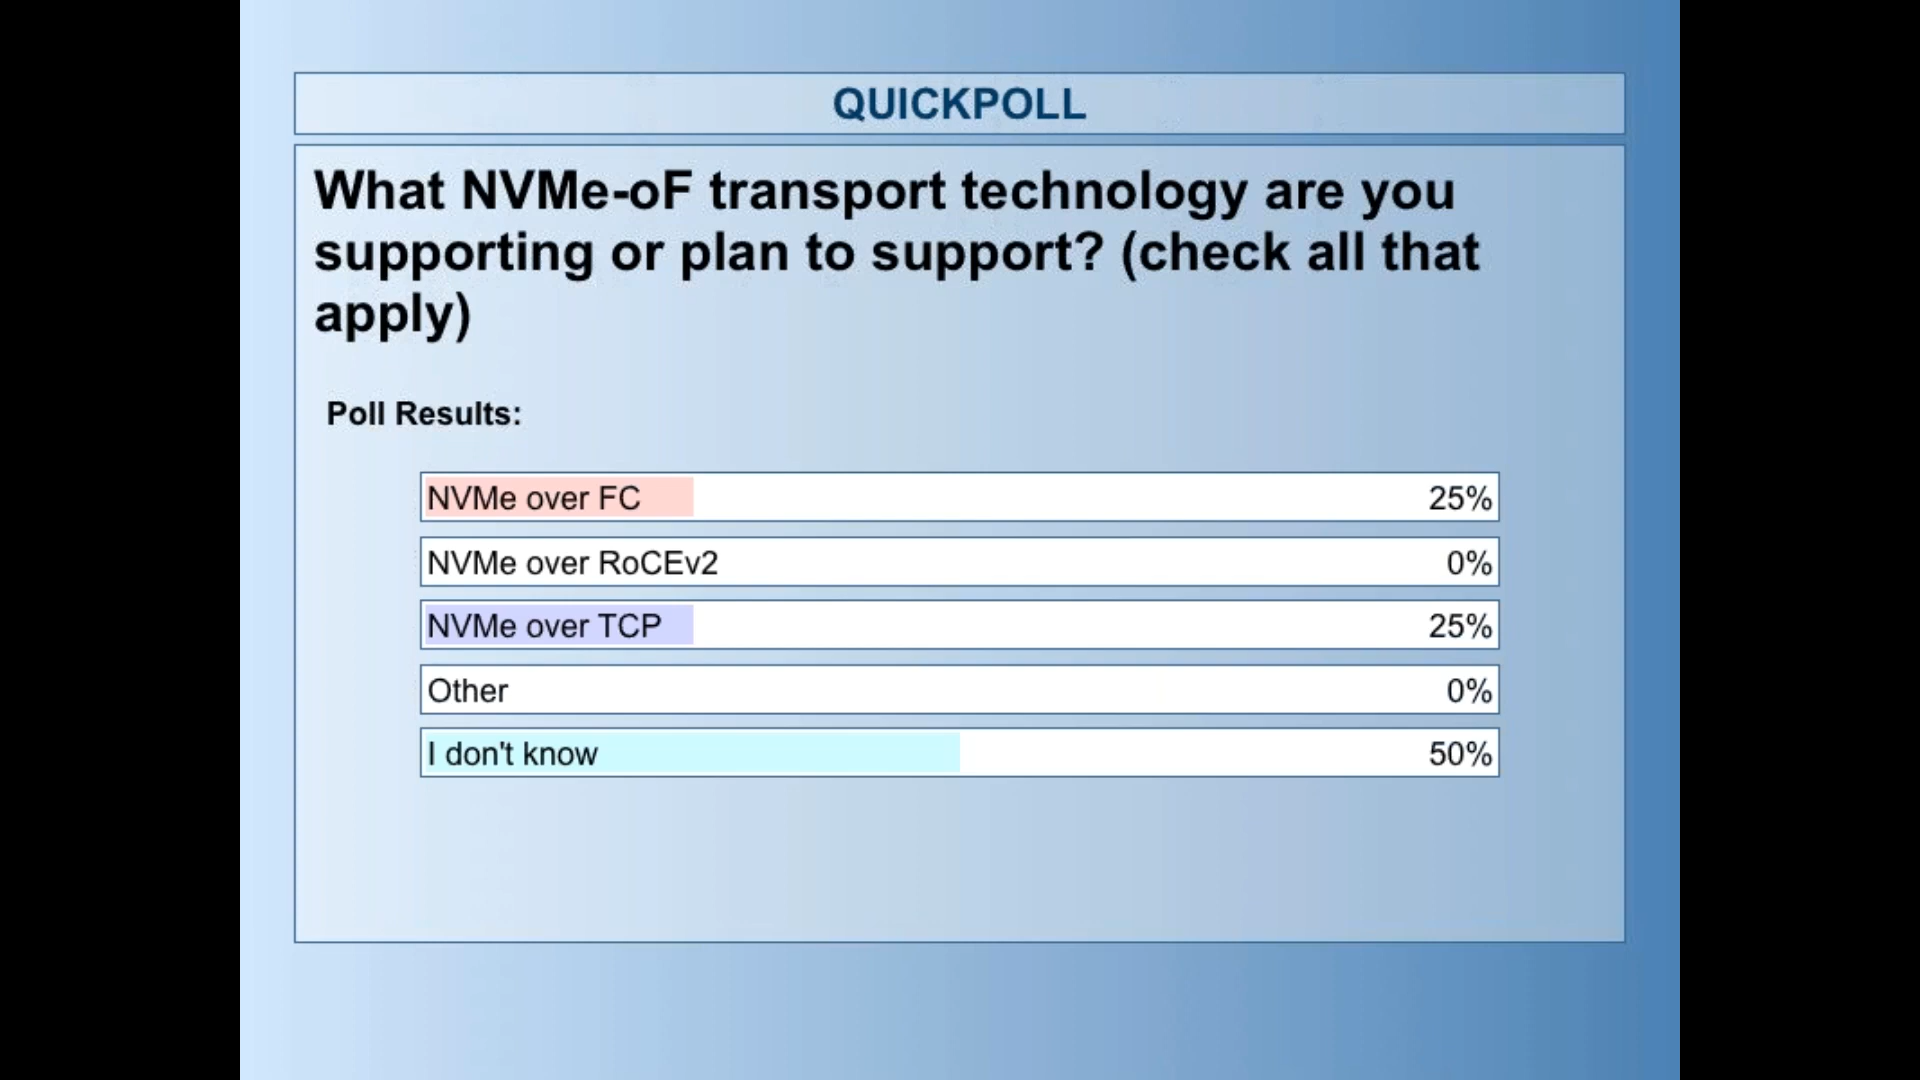 QUICKPOLL
What NVMe-oF transport technology are you
supporting or plan to support? (check all that
apply)
Poll Results:
NVMe over FC 25%
NVMe over RoCEv2 0%
NVMe over TCP 25%
Other 0%
I don't know 50%